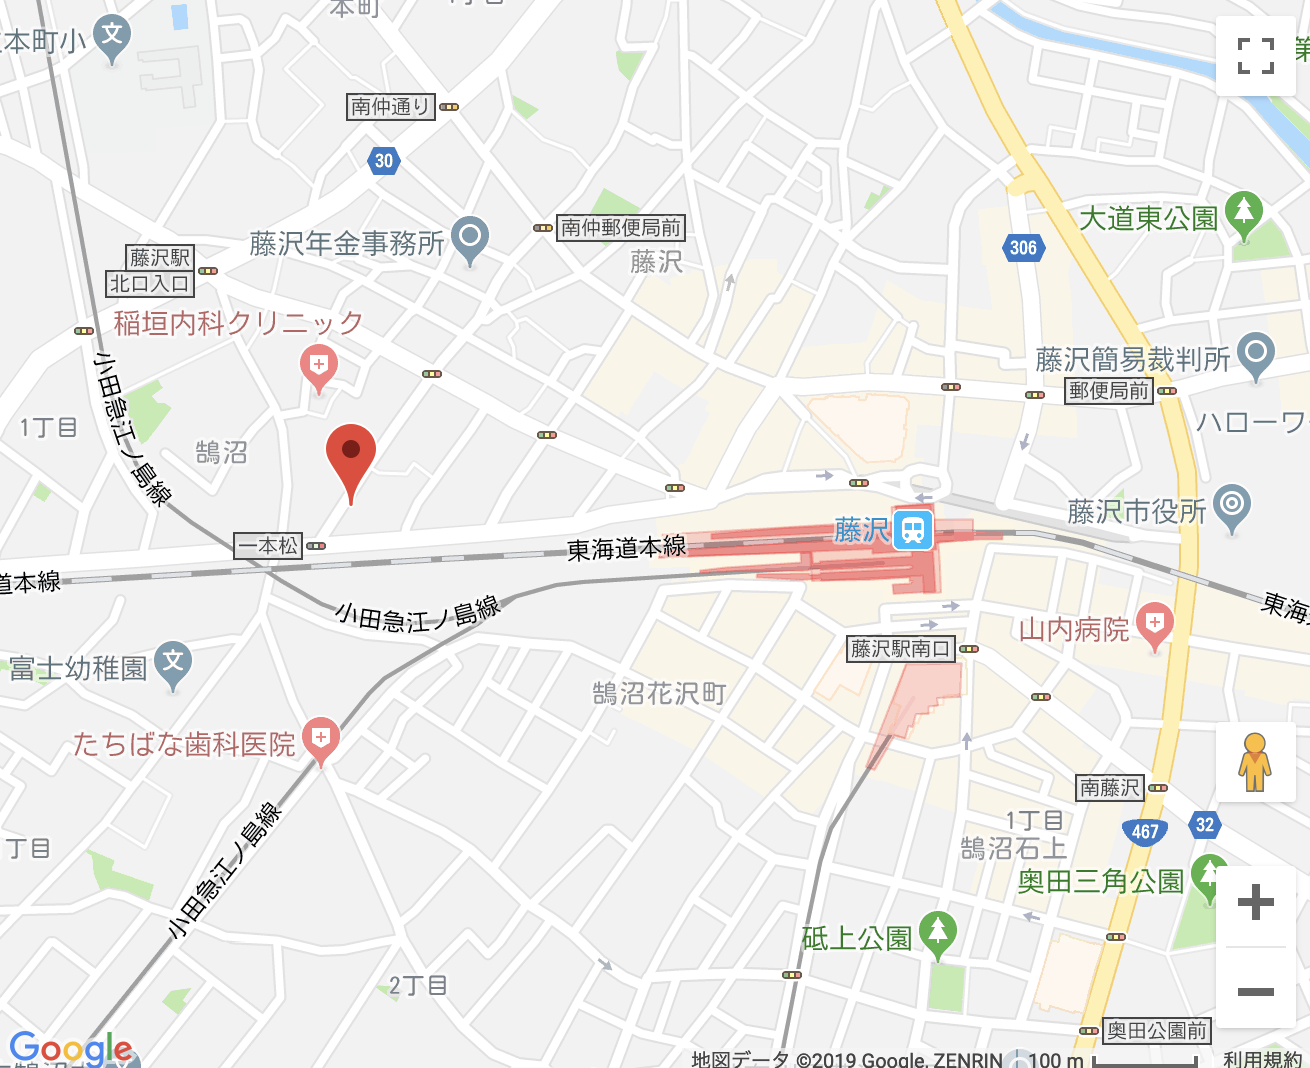 本町
本町小
南仲通り
30
藤沢年金事務所
南仲郵便局前
藤沢
藤沢駅
北口入口
大道東公園
306
稲垣内科クリニック
小田急江ノ島線
藤沢簡易裁判所
郵便局前
1丁目
鵠沼
ハローワ
藤沢市役所
一本松
東海道本線
藤沢
道本線
小田急江ノ島線
東海
山内病院
藤沢駅南口
富士幼稚園
鵠沼花沢町
たちばな歯科医院
南藤沢
467
32
1丁目
鵠沼石上
丁目
小田急江ノ島線
奥田三角公園
砥上公園
2丁目
奥田公園前
Google
地図データ ©2019 Google, ZENRIN
100 m
利用規約